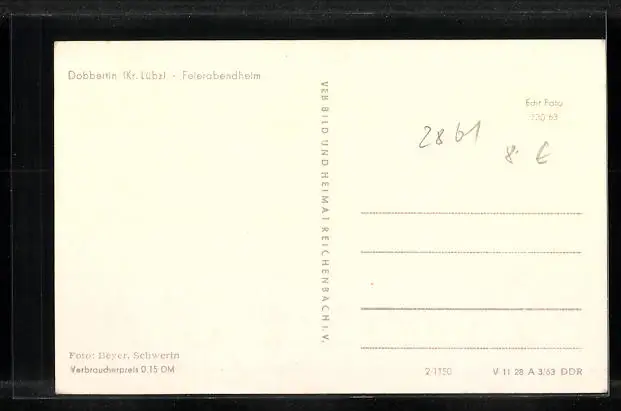 Dobbertin (Kr. Lübz) - Feierabendheim
VEB BILD UND HEIMAT REICHENBACH I. V.
Echt Foto
2861
8.- €
Foto: Beyer, Schwerin
Verbraucherpreis 0,15 DM
2/1350
V 11 28 A 3/63 DDR